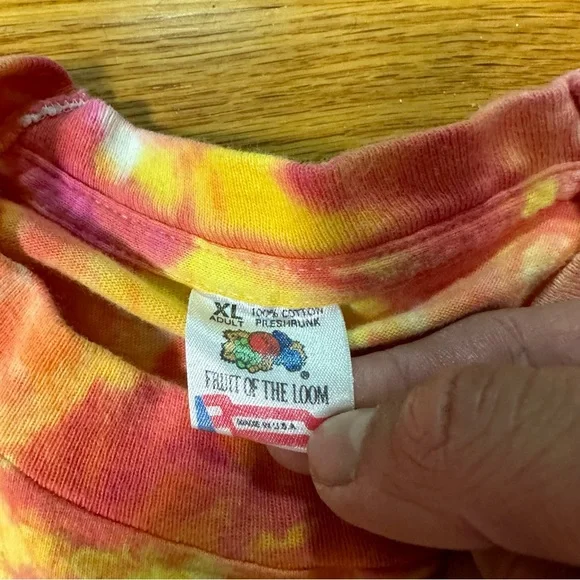 XL 100% COTTON
ADULT PRESHRUNK
®
FRUIT OF THE LOOM
MADE IN U.S.A.